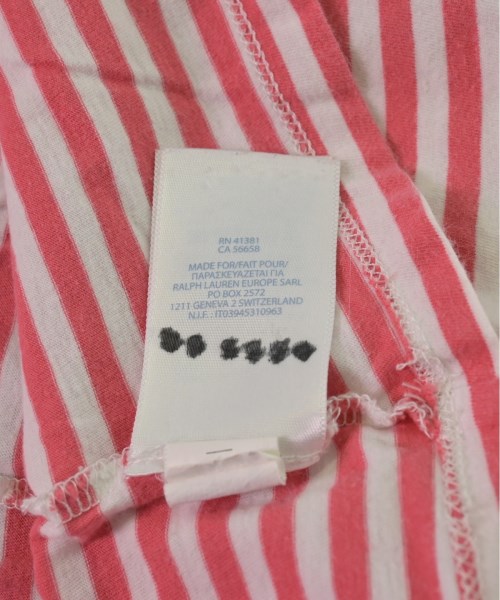 RN 41381
CA 56658
MADE FOR/FAIT POUR/
ΠΑΡΑΣΚΕΥΑΖΕΤΑΙ ΓΙΑ
RALPH LAUREN EUROPE SARL
PO BOX 2572
1211 GENEVA 2 SWITZERLAND
N.I.F.: IT03945310963